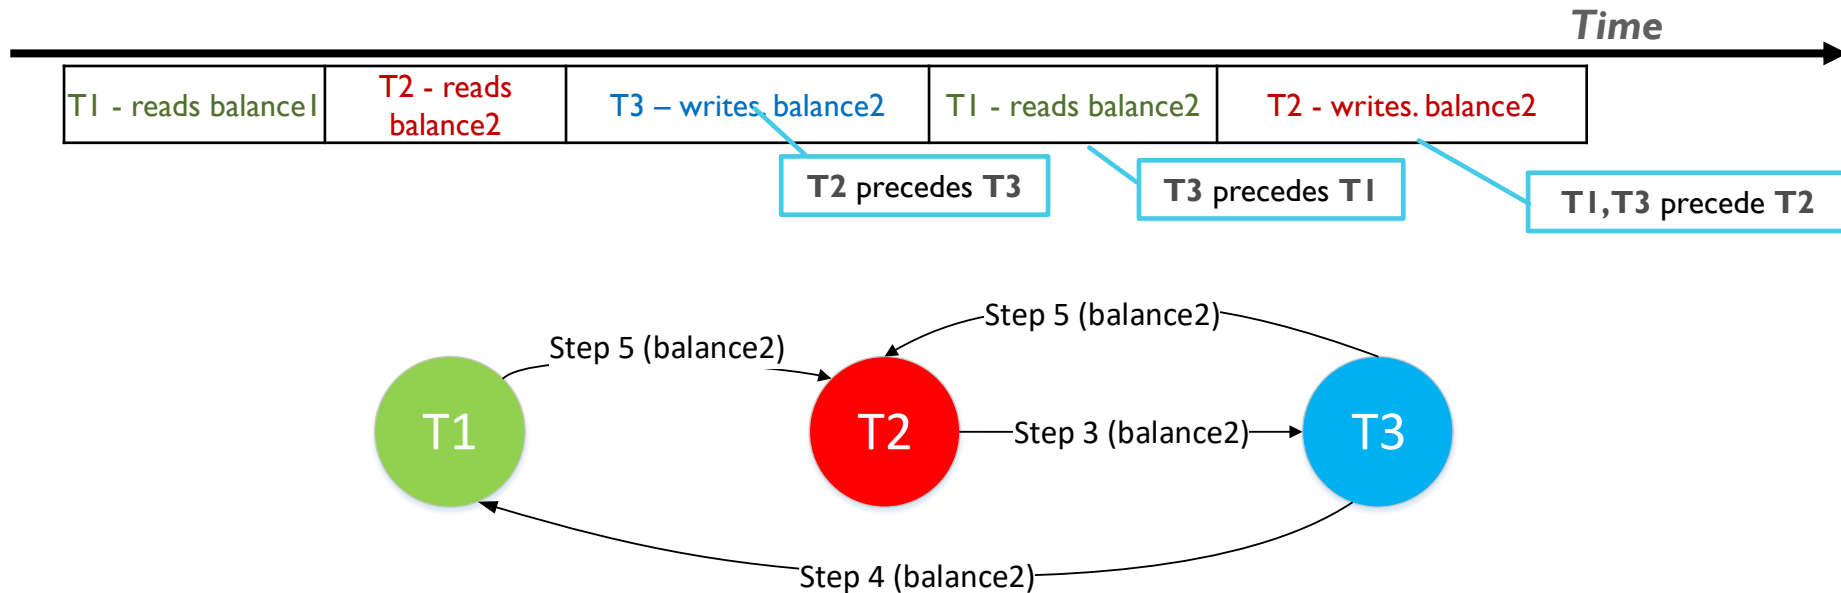 Time
T1 - reads balance1
T2 - reads
balance2
T3 – writes. balance2
T1 - reads balance2
T2 - writes. balance2
T2 precedes T3
T3 precedes T1
T1,T3 precede T2
Step 5 (balance2)
Step 5 (balance2)
T1
T2
Step 3 (balance2)
T3
Step 4 (balance2)